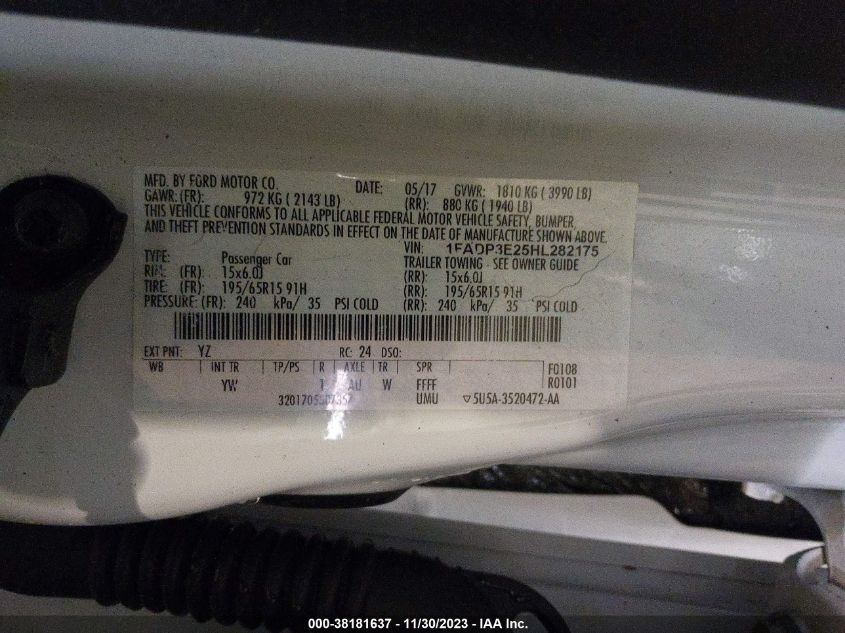 MFD. BY FORD MOTOR CO. DATE: 05/17 GVWR: 1810 KG ( 3990 LB)
GAWR: (FR): 972 KG ( 2143 LB) (RR): 880 KG ( 1940 LB)
THIS VEHICLE CONFORMS TO ALL APPLICABLE FEDERAL MOTOR VEHICLE SAFETY, BUMPER,
AND THEFT PREVENTION STANDARDS IN EFFECT ON THE DATE OF MANUFACTURE SHOWN ABOVE.
VIN: 1FADP3E25HL282175
TYPE: Passenger Car TRAILER TOWING - SEE OWNER GUIDE
RIM: (FR) 15x6.0J (RR): 15x6.0J
TIRE: (FR) 195/65R15 91H (RR): 195/65R15 91H
PRESSURE: (FR) 240 kPa/ 35 PSI COLD (RR): 240 kPa/ 35 PSI COLD
EXT PNT: YZ RC: 24 DSO:
WB INT TR TP/PS R AXLE TR SPR F0108
YW 1 AU W FFFF R0101
UMU ▽5U5A-3520472-AA
000-38181637 - 11/30/2023 - IAA Inc.